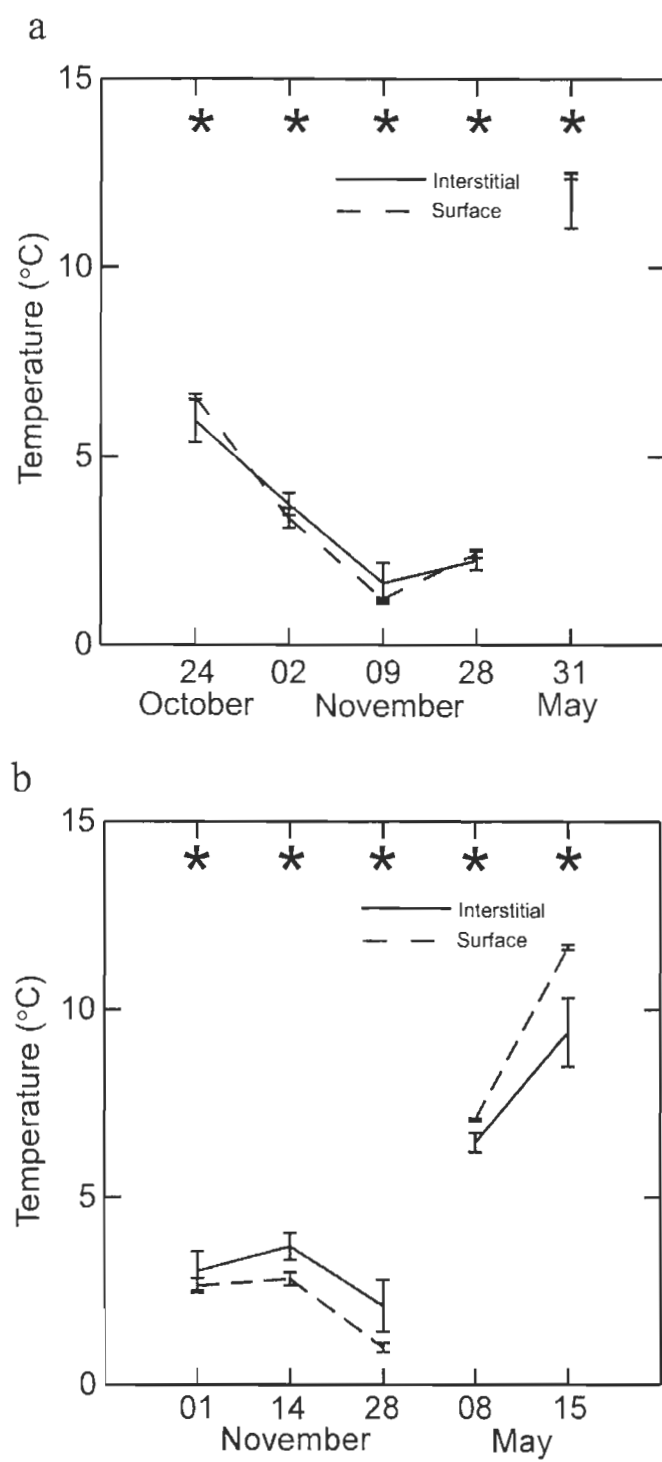 a
15
* * * * *
Interstitial
Surface
10
5
0
Temperature (°C)
24 02 09 28 31
October November May
b
15
* * * * *
Interstitial
Surface
10
5
0
Temperature (°C)
01 14 28 08 15
November May